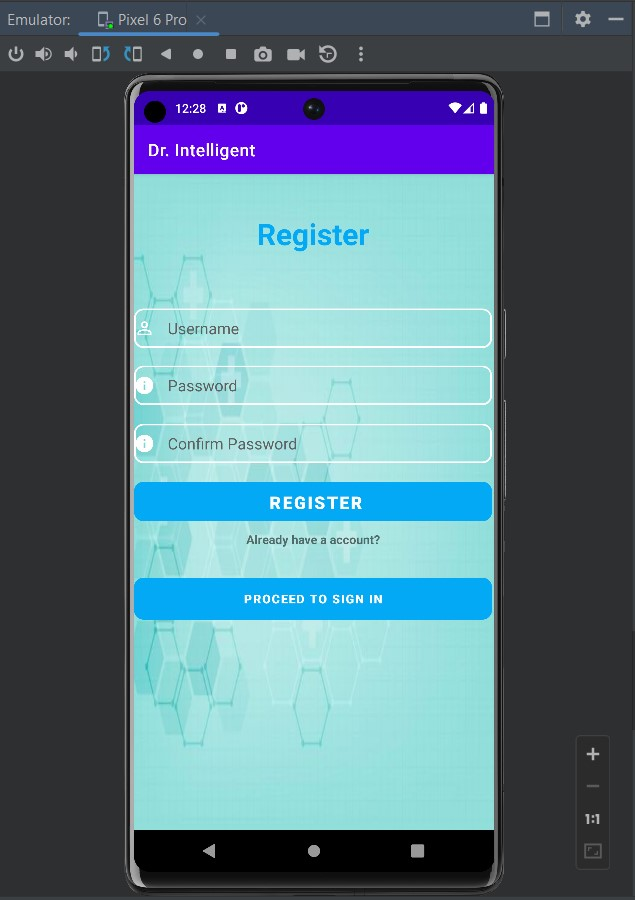 Emulator: Pixel 6 Pro
12:28
Dr. Intelligent
Register
Username
Password
Confirm Password
REGISTER
Already have a account?
PROCEED TO SIGN IN
1:1